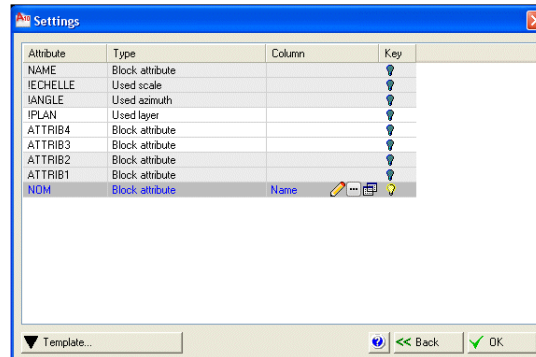 Settings
Attribute Type Column Key
NAME Block attribute
!ECHELLE Used scale
!ANGLE Used azimuth
!PLAN Used layer
ATTRIB4 Block attribute
ATTRIB3 Block attribute
ATTRIB2 Block attribute
ATTRIB1 Block attribute
NOM Block attribute Name
Template... << Back OK